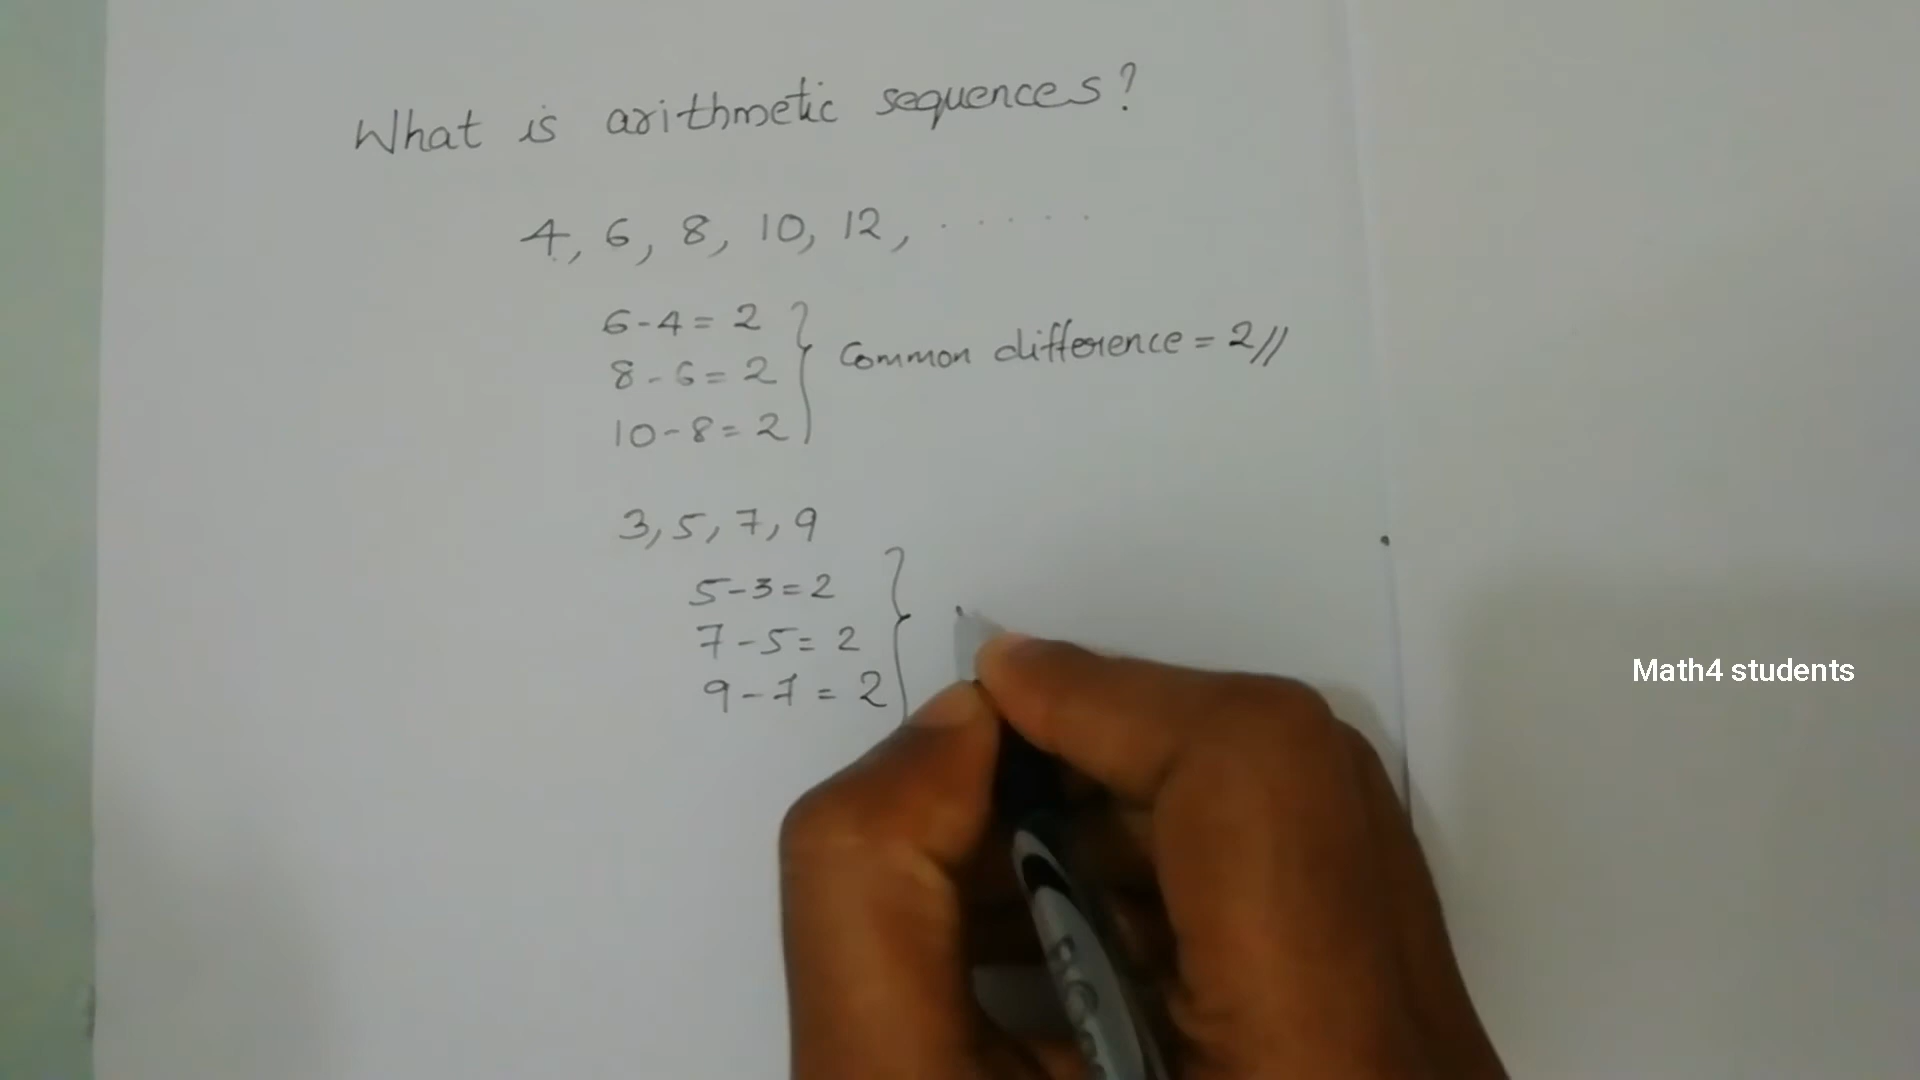 What is arithmetic sequences?
4, 6, 8, 10, 12, .....
6-4= 2
8-6=2
10-8=2
Common difference = 2//
3, 5, 7, 9
5-3=2
7-5= 2
9-7 = 2
Math4 students